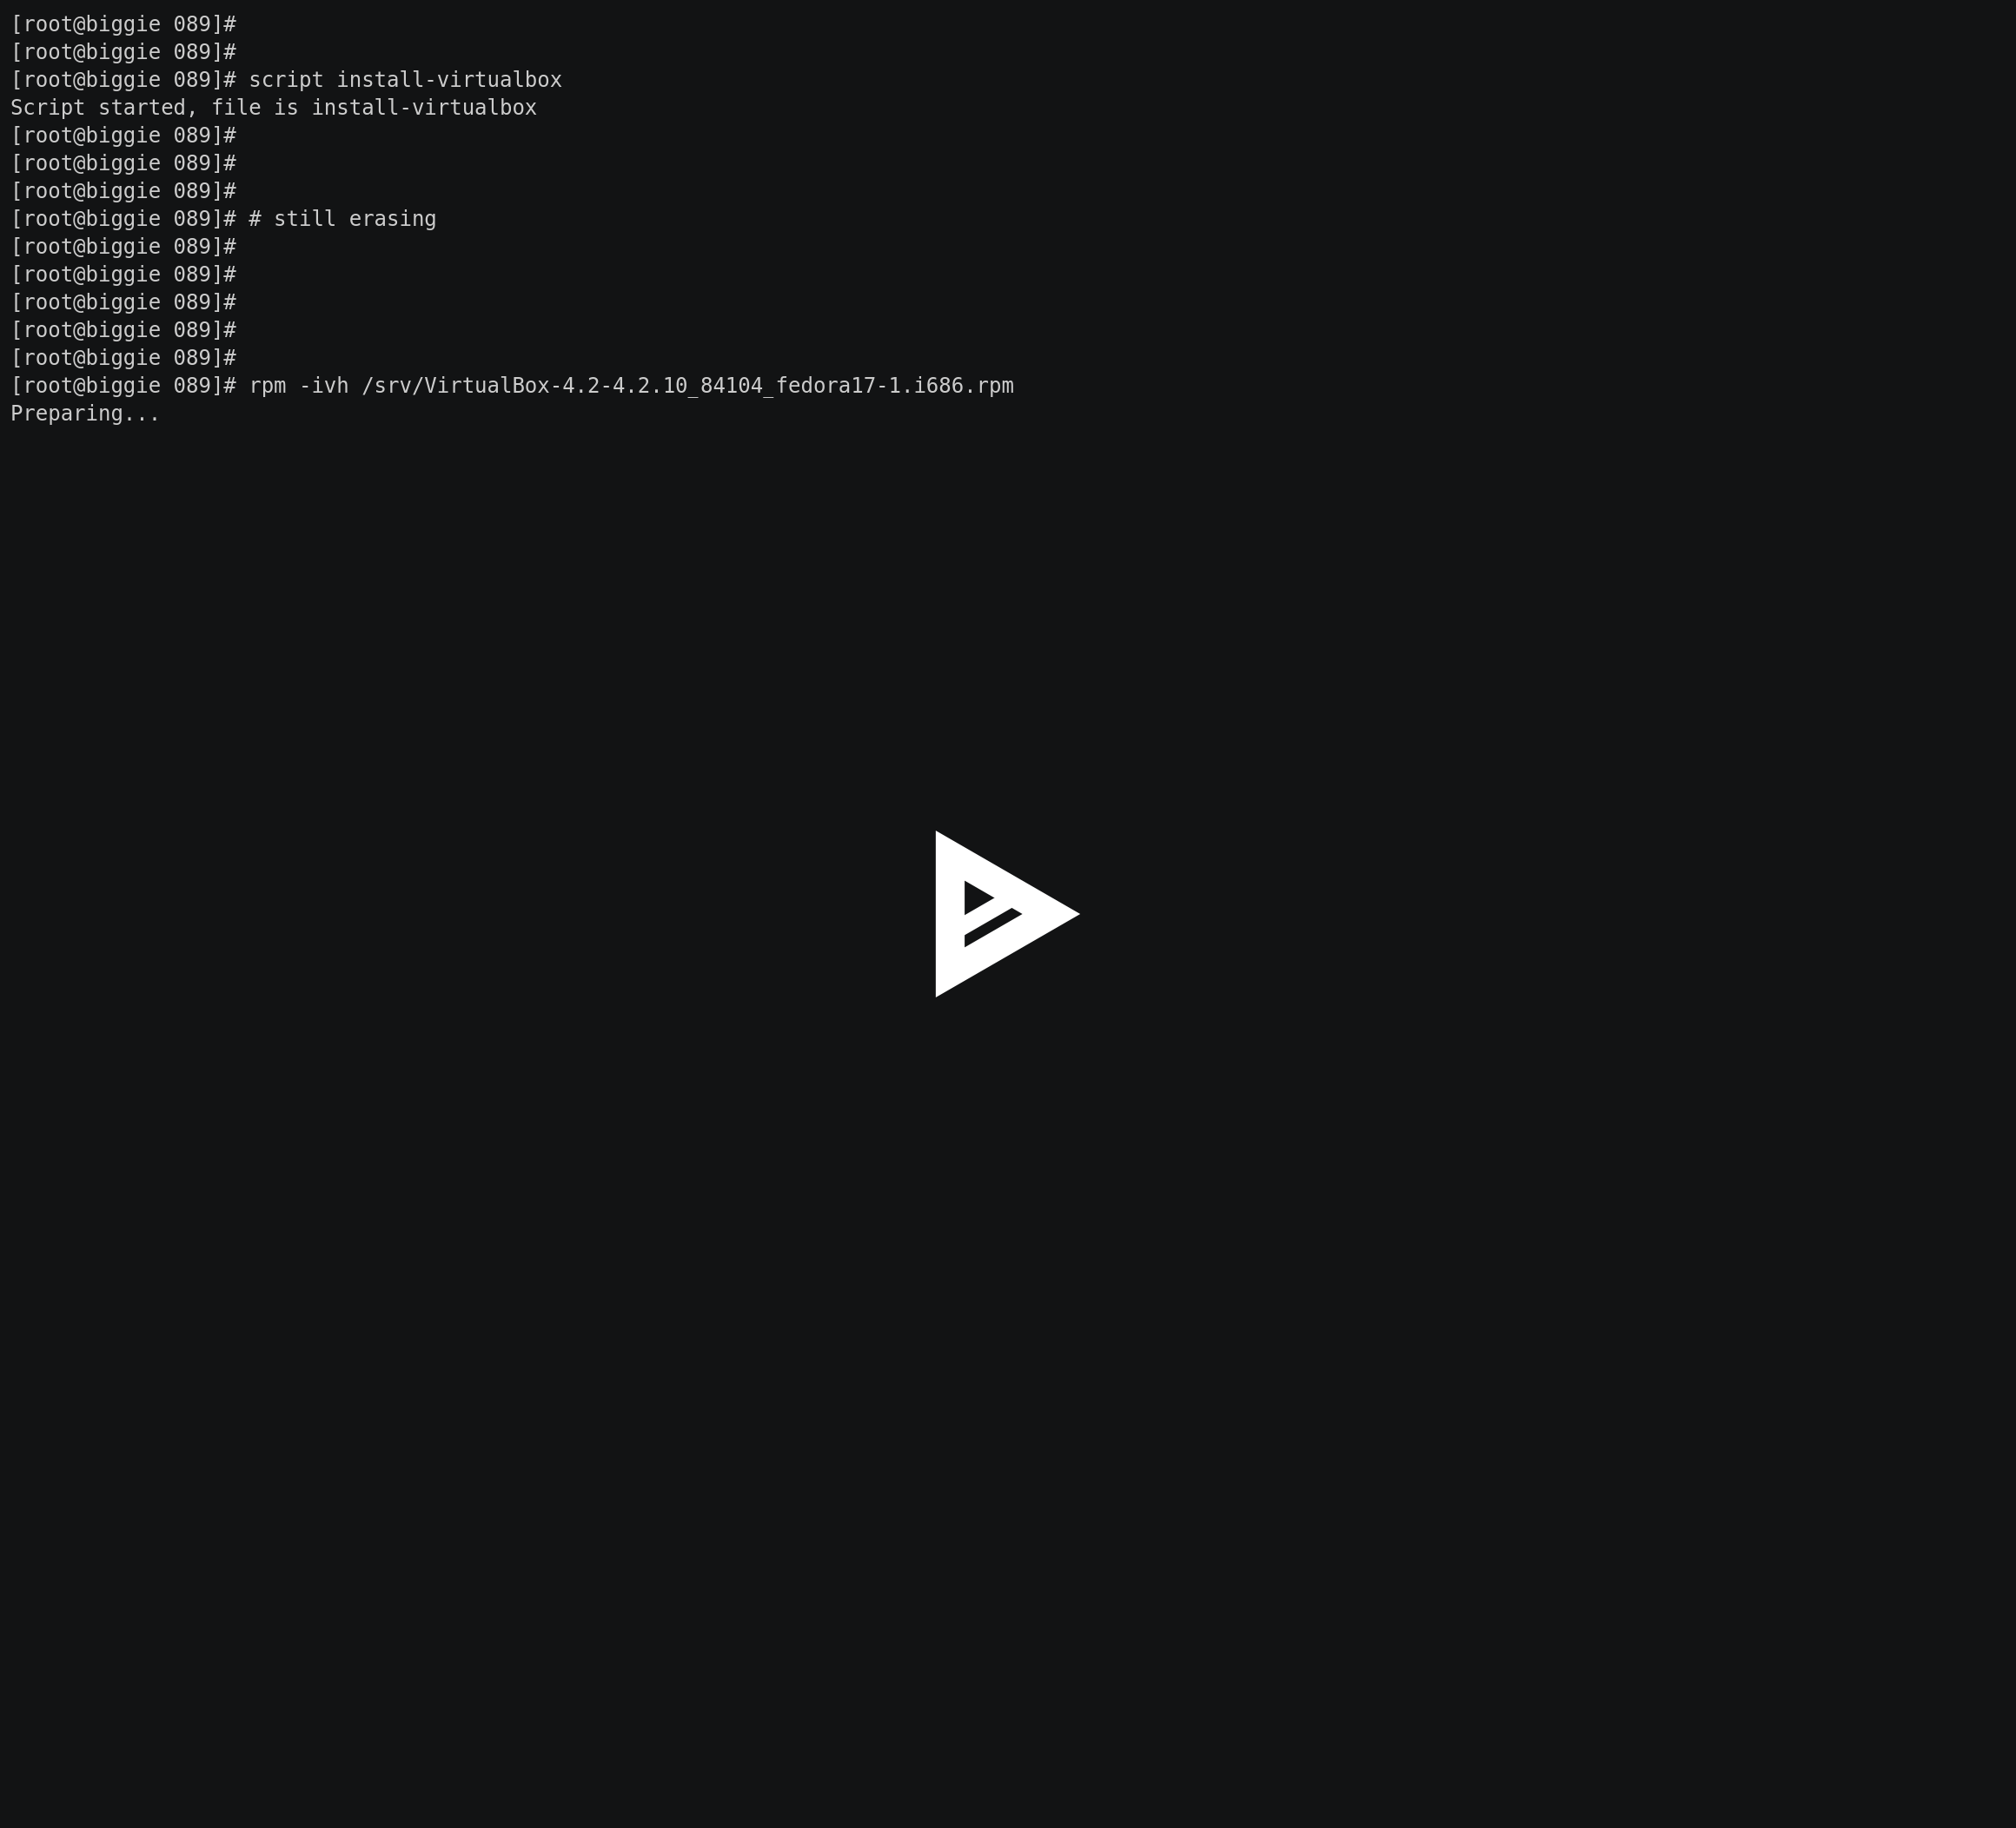 [root@biggie 089]#
[root@biggie 089]#
[root@biggie 089]# script install-virtualbox
Script started, file is install-virtualbox
[root@biggie 089]#
[root@biggie 089]#
[root@biggie 089]#
[root@biggie 089]# # still erasing
[root@biggie 089]#
[root@biggie 089]#
[root@biggie 089]#
[root@biggie 089]#
[root@biggie 089]#
[root@biggie 089]# rpm -ivh /srv/VirtualBox-4.2-4.2.10_84104_fedora17-1.i686.rpm
Preparing...